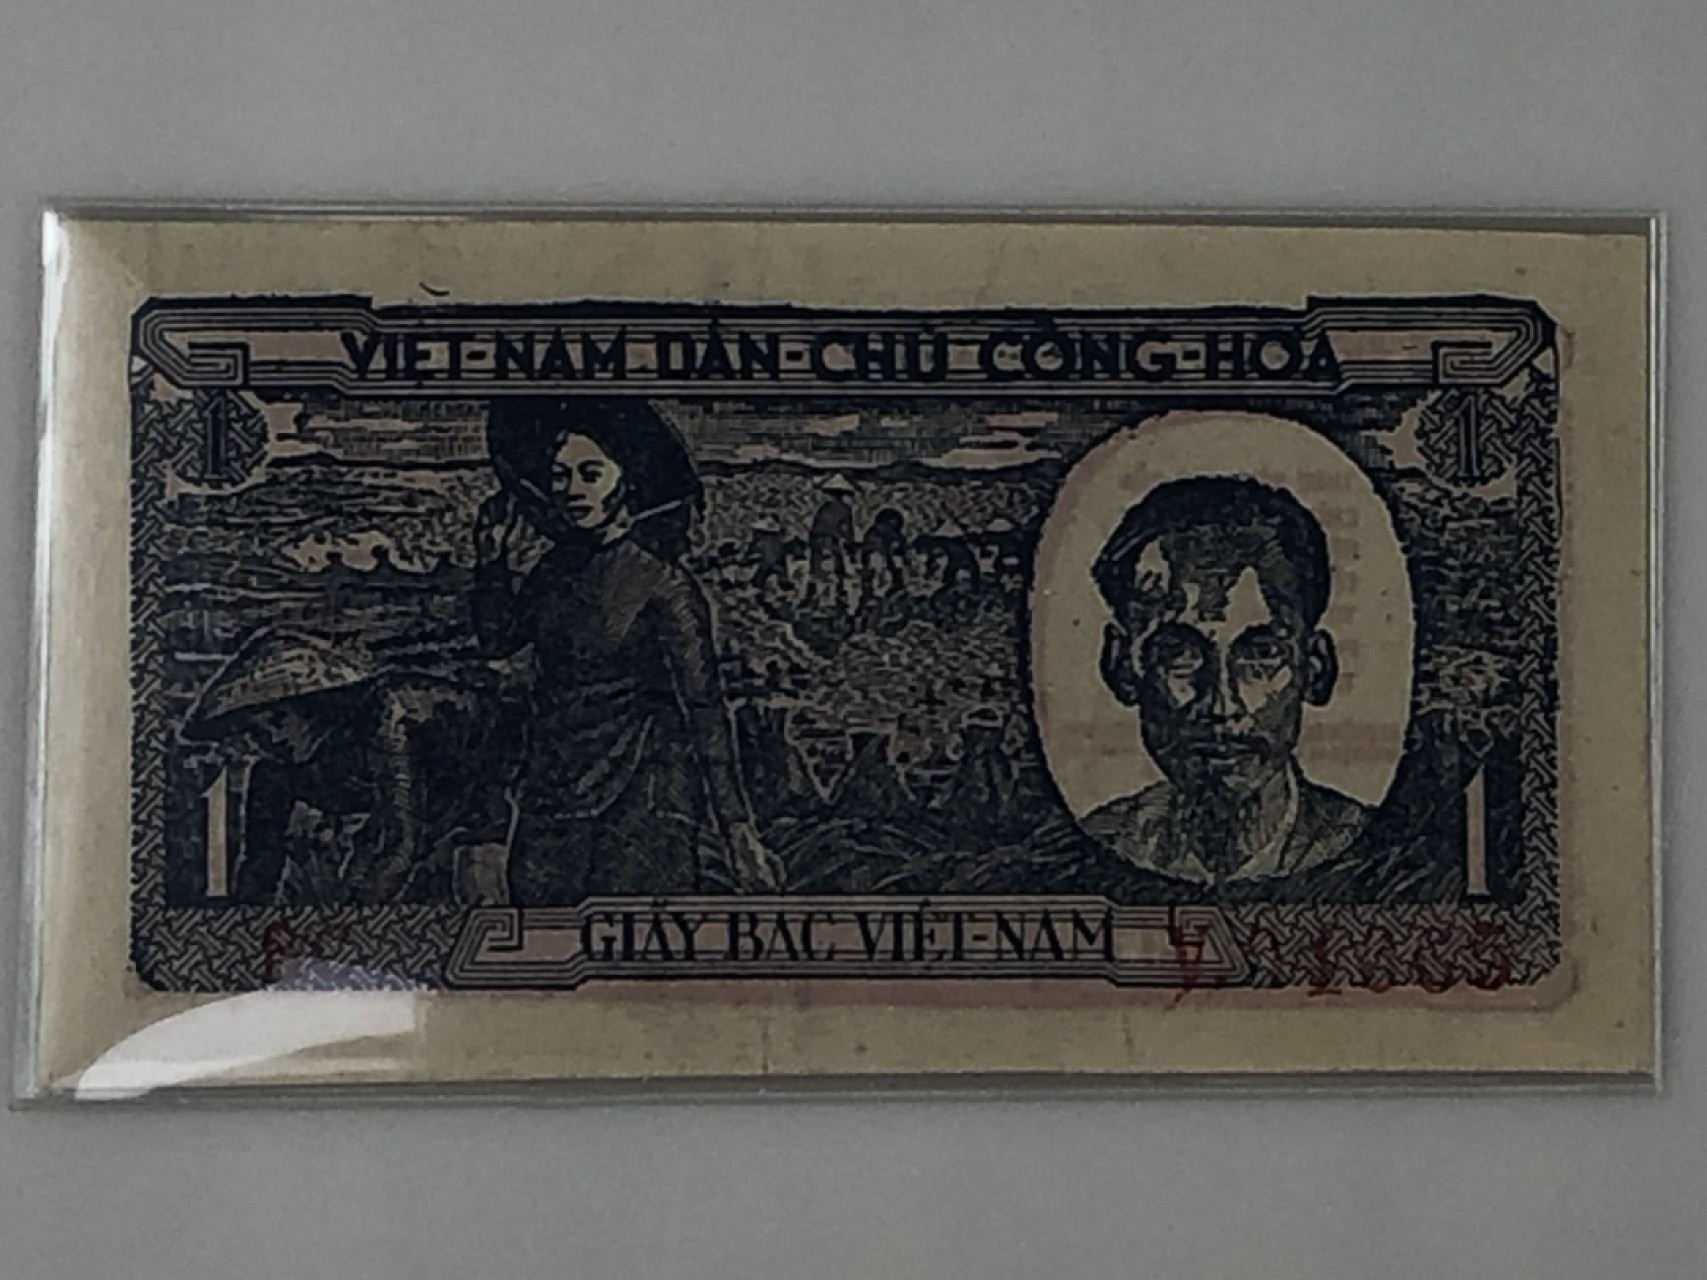 VIỆT-NAM DÂN-CHỦ CỘNG-HÒA
1 1
1 1
GIẤY BẠC VIỆT-NAM